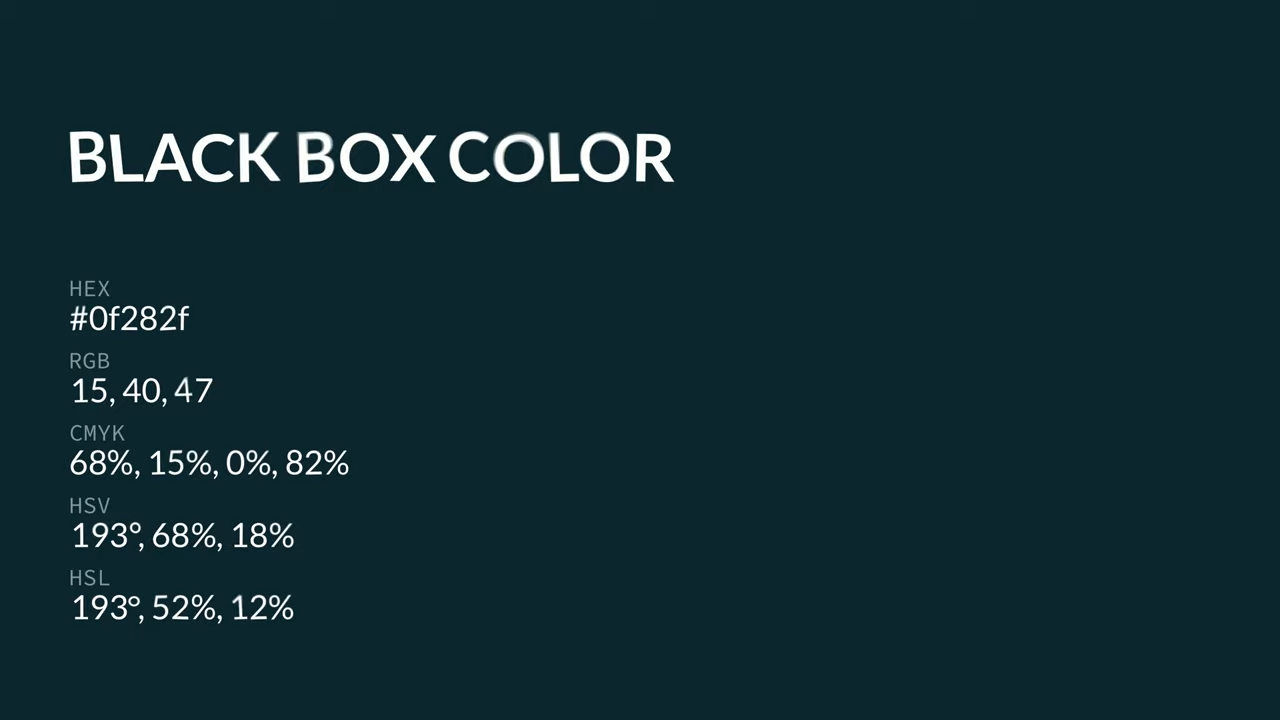 BLACK BOX COLOR
HEX
#0f282f
RGB
15, 40, 47
CMYK
68%, 15%, 0%, 82%
HSV
193°, 68%, 18%
HSL
193°, 52%, 12%